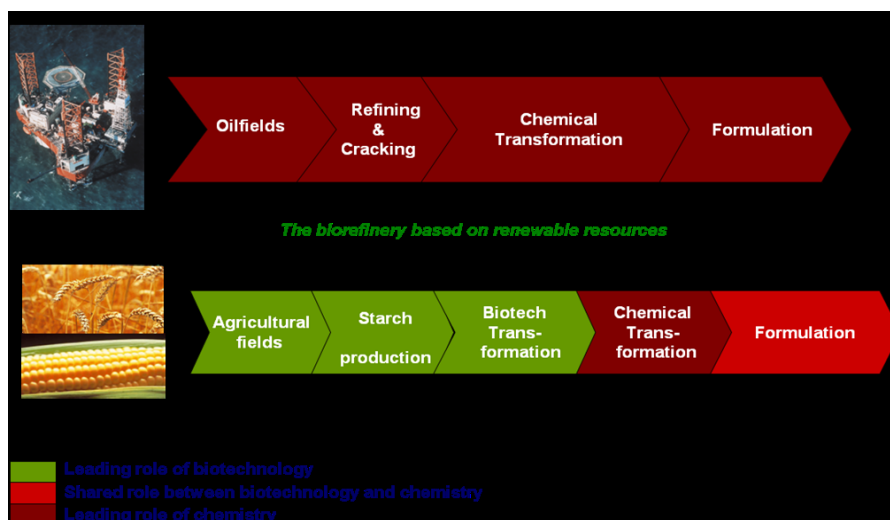 Oilfields
Refining
&
Cracking
Chemical
Transformation
Formulation
The biorefinery based on renewable resources
Agricultural
fields
Starch
production
Biotech
Trans-
formation
Chemical
Trans-
formation
Formulation
Leading role of biotechnology
Shared role between biotechnology and chemistry
Leading role of chemistry